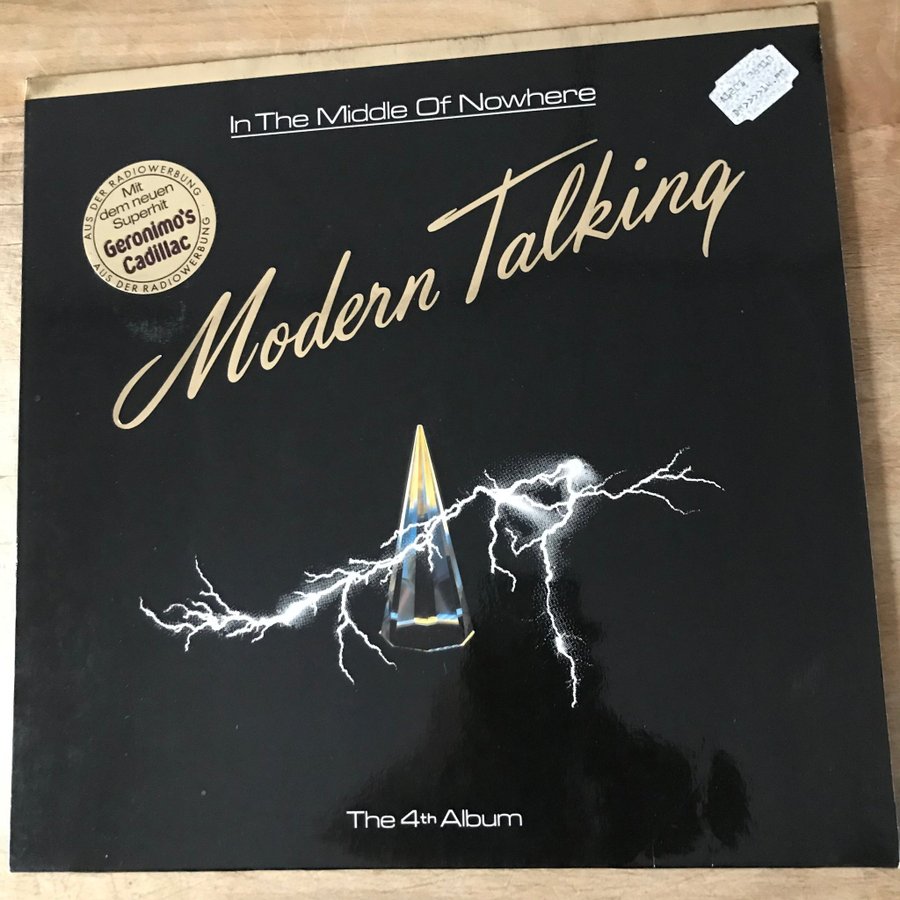 In The Middle Of Nowhere
AUS DER RADIOWERBUNG
Mit
dem neuen
Superhit
Geronimo's
Cadillac
AUS DER RADIOWERBUNG
Modern Talking
The 4th Album